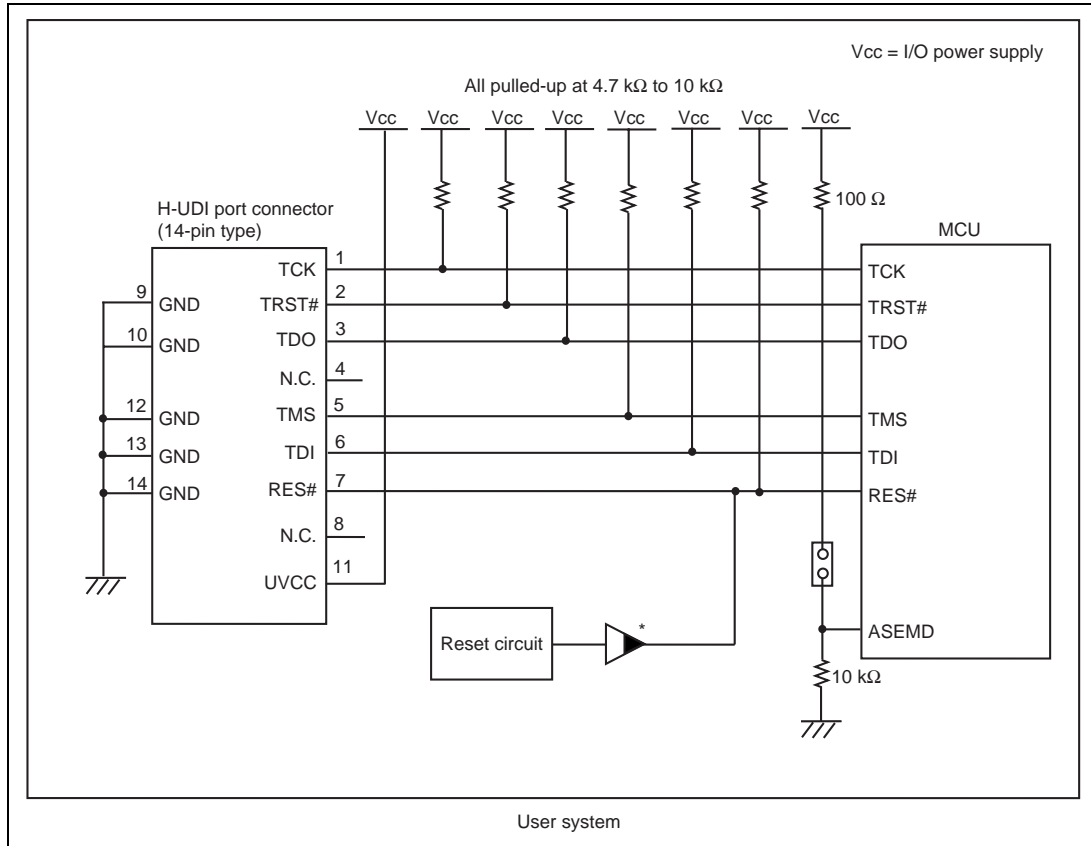 Vcc = I/O power supply
All pulled-up at 4.7 kΩ to 10 kΩ
Vcc Vcc Vcc Vcc Vcc Vcc Vcc Vcc
100 Ω
H-UDI port connector
(14-pin type)
MCU
1
TCK
TCK
9
GND
TRST#
2
TRST#
10
GND
TDO
3
TDO
N.C.
4
12
GND
TMS
5
TMS
13
GND
TDI
6
TDI
14
GND
RES#
7
RES#
N.C.
8
UVCC
11
Reset circuit
*
ASEMD
10 kΩ
User system